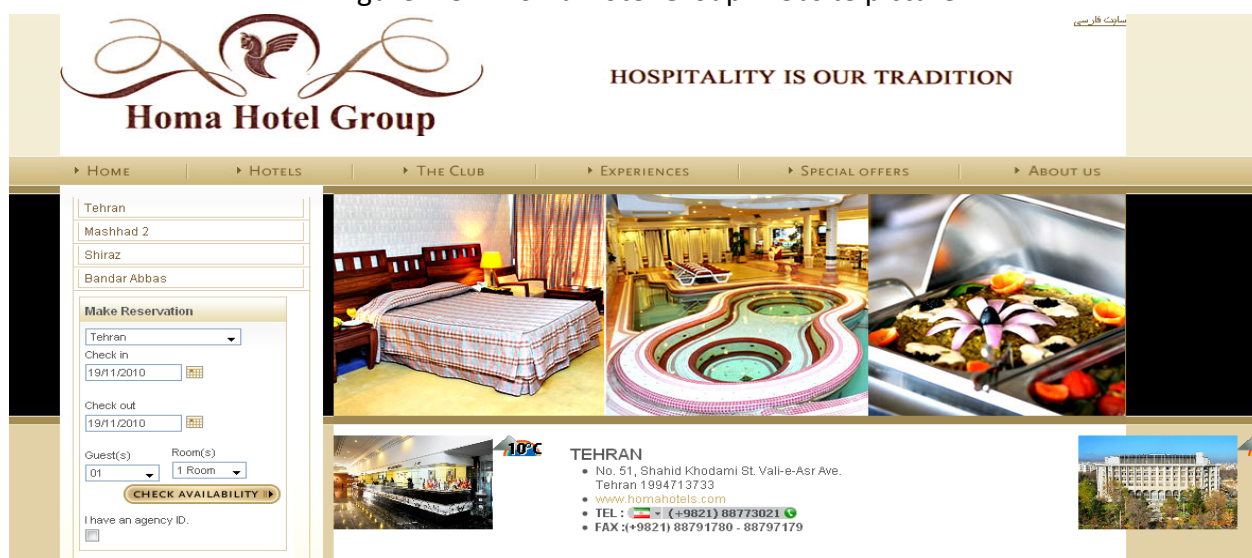 سایت فارسی
HOSPITALITY IS OUR TRADITION
Homa Hotel Group
HOME HOTELS THE CLUB EXPERIENCES SPECIAL OFFERS ABOUT US
Tehran
Mashhad 2
Shiraz
Bandar Abbas
Make Reservation
Tehran
Check in
19/11/2010
Check out
19/11/2010
Guest(s) Room(s)
01 1 Room
CHECK AVAILABILITY
I have an agency ID.
10°C
TEHRAN
No. 51, Shahid Khodami St. Vali-e-Asr Ave.
Tehran 1994713733
www.homahotels.com
TEL : (+9821) 88773021
FAX :(+9821) 88791780 - 88797179